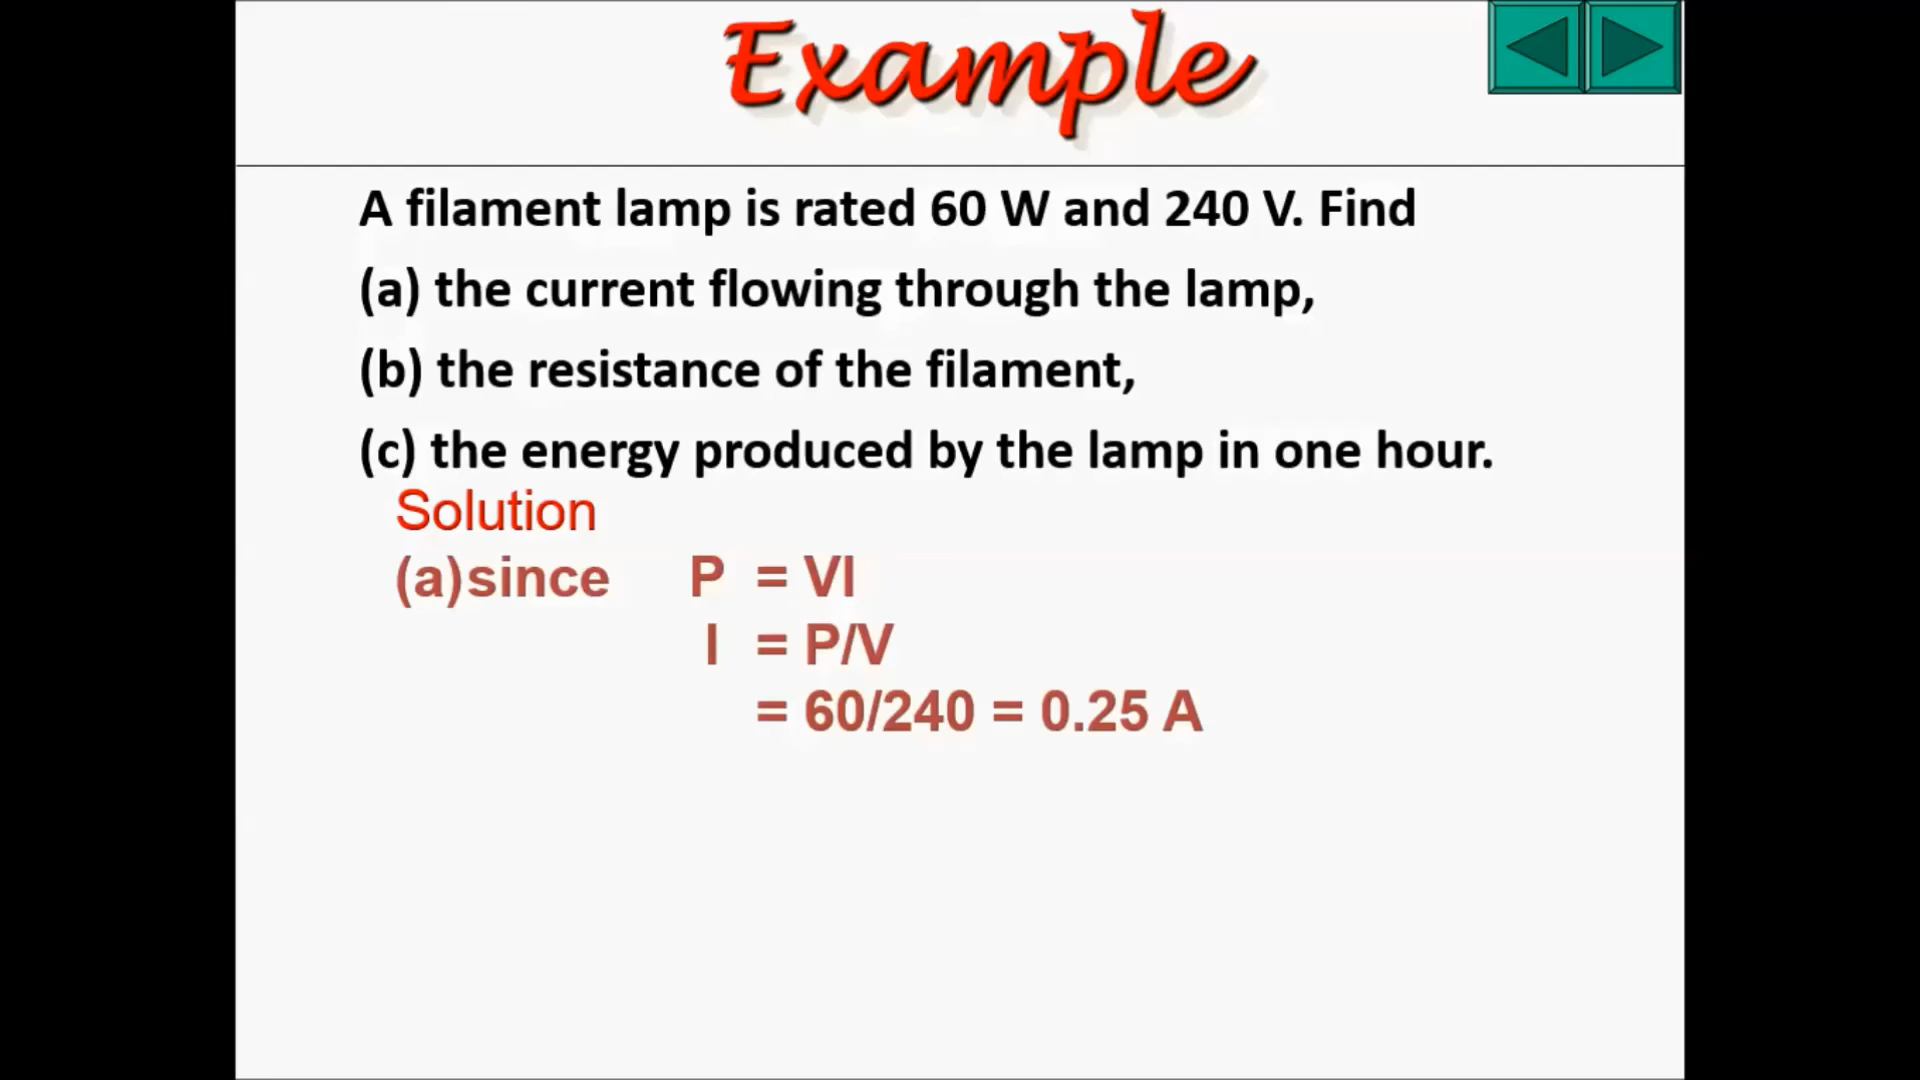 Example
A filament lamp is rated 60 W and 240 V. Find
(a) the current flowing through the lamp,
(b) the resistance of the filament,
(c) the energy produced by the lamp in one hour.
Solution
(a)since P = VI
I = P/V
= 60/240 = 0.25 A